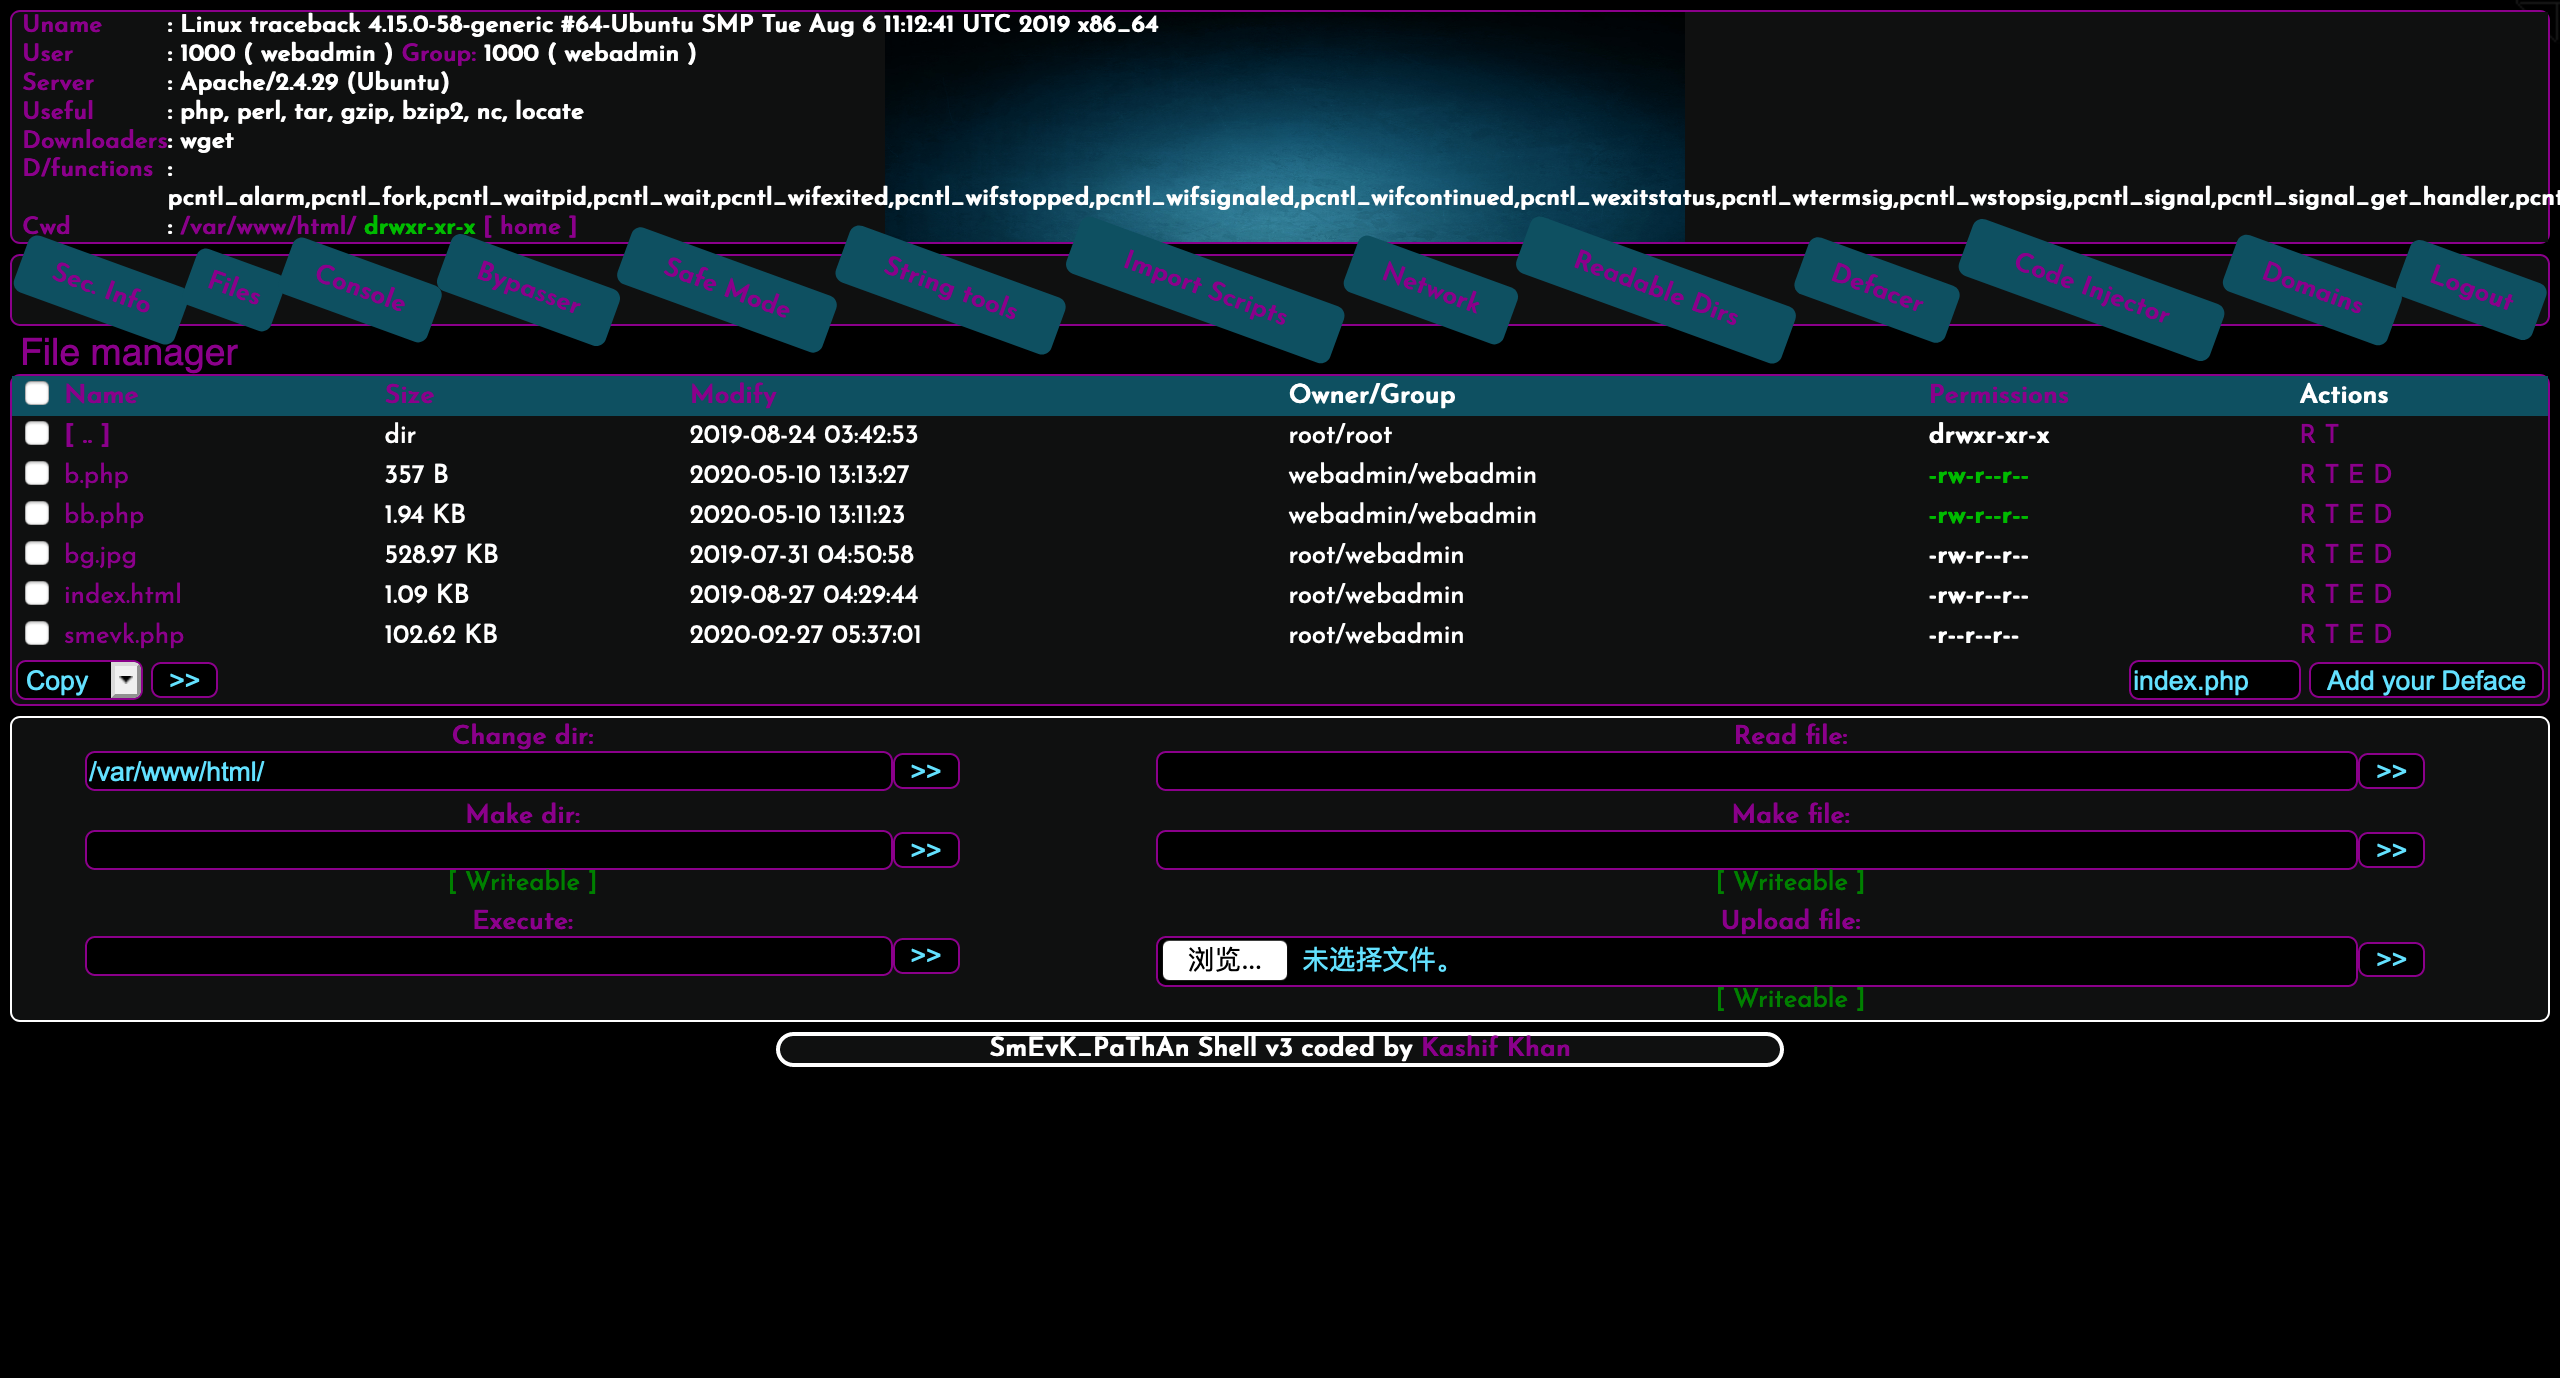 Uname : Linux traceback 4.15.0-58-generic #64-Ubuntu SMP Tue Aug 6 11:12:41 UTC 2019 x86_64
User : 1000 ( webadmin ) Group: 1000 ( webadmin )
Server : Apache/2.4.29 (Ubuntu)
Useful : php, perl, tar, gzip, bzip2, nc, locate
Downloaders: wget
D/functions :
pcntl_alarm,pcntl_fork,pcntl_waitpid,pcntl_wait,pcntl_wifexited,pcntl_wifstopped,pcntl_wifsignaled,pcntl_wifcontinued,pcntl_wexitstatus,pcntl_wtermsig,pcntl_wstopsig,pcntl_signal,pcntl_signal_get_handler,pcnt
Cwd : /var/www/html/ drwxr-xr-x [ home ]
Sec. Info Files Console Bypasser Safe Mode String tools Import Scripts Network Readable Dirs Defacer Code Injector Domains Logout
File manager
Name Size Modify Owner/Group Permissions Actions
[ .. ] dir 2019-08-24 03:42:53 root/root drwxr-xr-x R T
b.php 357 B 2020-05-10 13:13:27 webadmin/webadmin -rw-r--r-- R T E D
bb.php 1.94 KB 2020-05-10 13:11:23 webadmin/webadmin -rw-r--r-- R T E D
bg.jpg 528.97 KB 2019-07-31 04:50:58 root/webadmin -rw-r--r-- R T E D
index.html 1.09 KB 2019-08-27 04:29:44 root/webadmin -rw-r--r-- R T E D
smevk.php 102.62 KB 2020-02-27 05:37:01 root/webadmin -r--r--r-- R T E D
Copy >> index.php Add your Deface
Change dir: Read file:
/var/www/html/ >> >>
Make dir: Make file:
>> >>
[ Writeable ] [ Writeable ]
Execute: Upload file:
>> 浏览... 未选择文件。 >>
[ Writeable ]
SmEvK_PaThAn Shell v3 coded by Kashif Khan